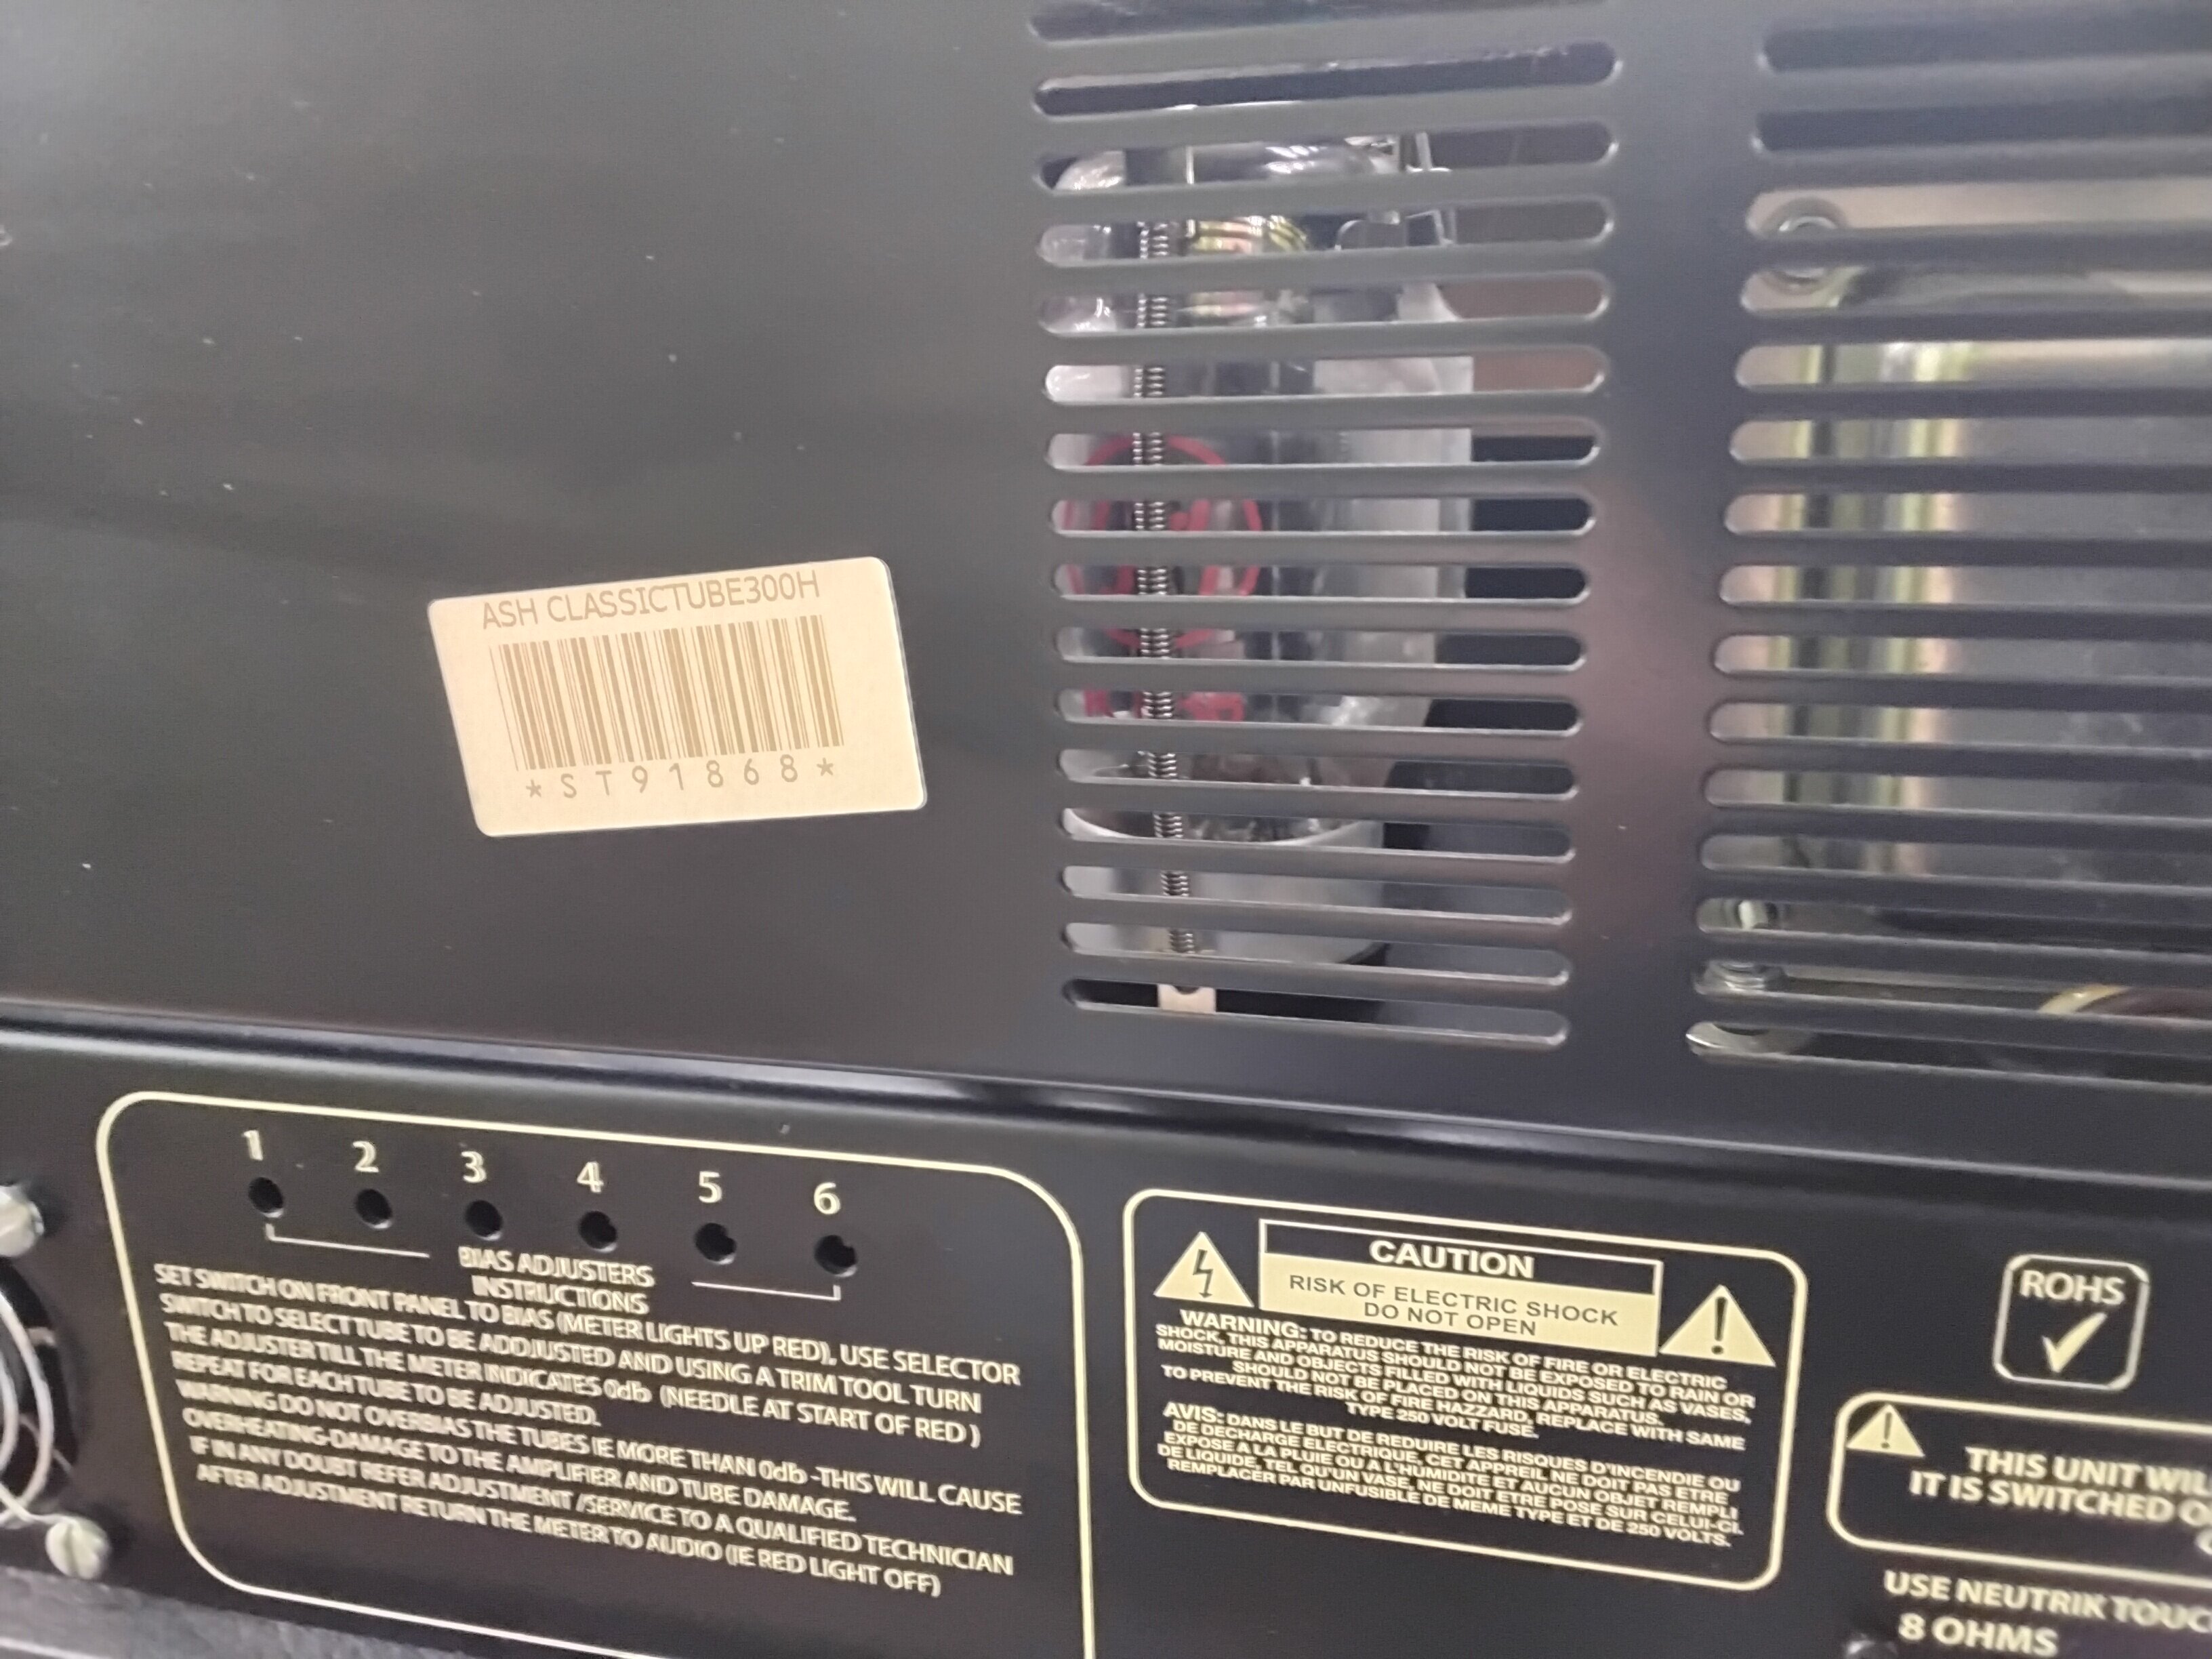 ASH CLASSICTUBE300H
*ST91868*
1 2 3 4 5 6
BIAS ADJUSTERS
INSTRUCTIONS
SET SWITCH ON FRONT PANEL TO BIAS (METER LIGHTS UP RED), USE SELECTOR
SWITCH TO SELECT TUBE TO BE ADDJUSTED AND USING A TRIM TOOL TURN
THE ADJUSTER TILL THE METER INDICATES 0db (NEEDLE AT START OF RED )
REPEAT FOR EACH TUBE TO BE ADJUSTED.
WARNING DO NOT OVERBIAS THE TUBES IE MORE THAN 0db -THIS WILL CAUSE
OVERHEATING-DAMAGE TO THE AMPLIFIER AND TUBE DAMAGE.
IF IN ANY DOUBT REFER ADJUSTMENT /SERVICE TO A QUALIFIED TECHNICIAN
AFTER ADJUSTMENT RETURN THE METER TO AUDIO (IE RED LIGHT OFF)
CAUTION
RISK OF ELECTRIC SHOCK
DO NOT OPEN
WARNING: TO REDUCE THE RISK OF FIRE OR ELECTRIC
SHOCK, THIS APPARATUS SHOULD NOT BE EXPOSED TO RAIN OR
MOISTURE AND OBJECTS FILLED WITH LIQUIDS SUCH AS VASES,
SHOULD NOT BE PLACED ON THIS APPARATUS.
TO PREVENT THE RISK OF FIRE HAZZARD, REPLACE WITH SAME
TYPE 250 VOLT FUSE.
AVIS: DANS LE BUT DE REDUIRE LES RISQUES D'INCENDIE OU
DE DECHARGE ELECTRIQUE, CET APPREIL NE DOIT PAS ETRE
EXPOSE A LA PLUIE OU A L'HUMIDITE ET AUCUN OBJET REMPLI
DE LIQUIDE, TEL QU'UN VASE, NE DOIT ETRE POSE SUR CELUI-CI.
REMPLACER PAR UNFUSIBLE DE MEME TYPE ET DE 250 VOLTS.
ROHS
THIS UNIT WIL
IT IS SWITCHED O
USE NEUTRIK TOUC
8 OHMS